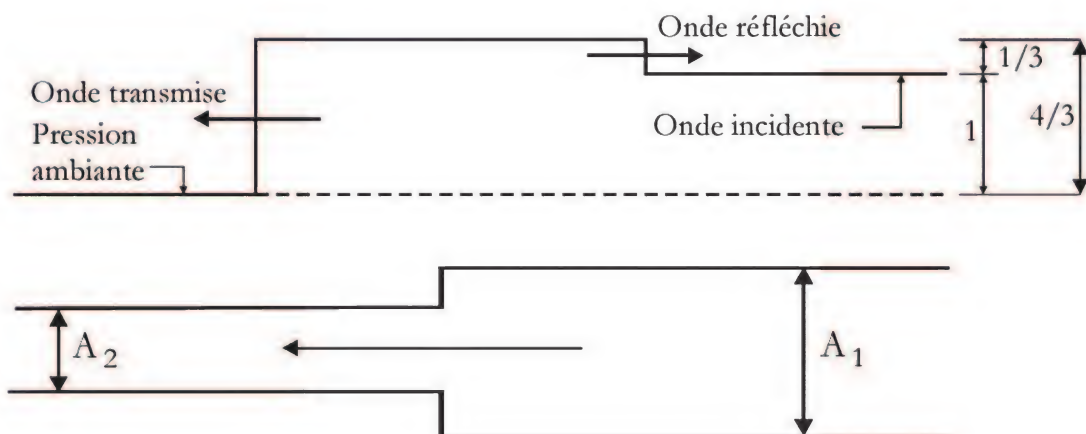 Onde réfléchie
1/3
Onde transmise
Pression
ambiante
Onde incidente
1
4/3
A2
A1